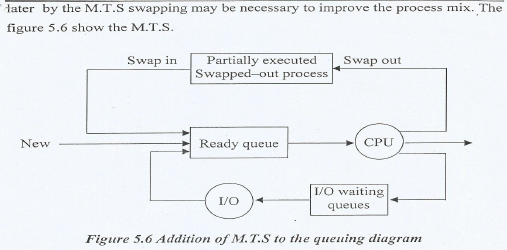 later by the M.T.S swapping may be necessary to improve the process mix. The
figure 5.6 show the M.T.S.
Swap in
Partially executed
Swapped–out process
Swap out
New
Ready queue
CPU
I/O
I/O waiting
queues
Figure 5.6 Addition of M.T.S to the queuing diagram